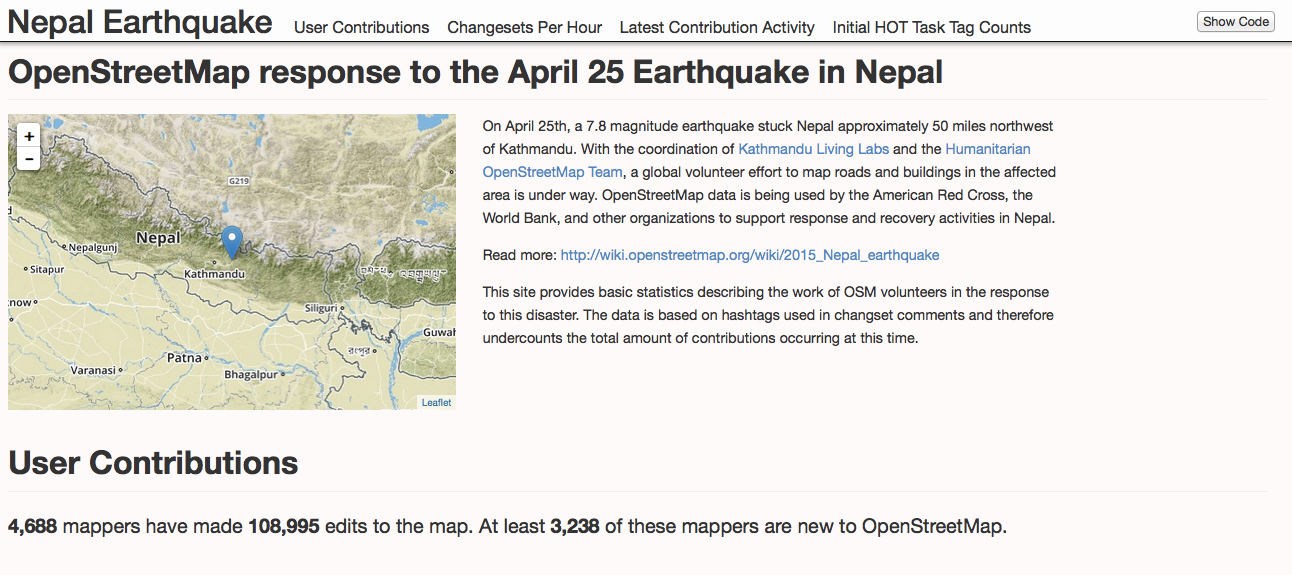 Nepal Earthquake User Contributions Changesets Per Hour Latest Contribution Activity Initial HOT Task Tag Counts Show Code
OpenStreetMap response to the April 25 Earthquake in Nepal
+
-
G219
Nepal
Nepalgunj
Kathmandu
Sitapur
Siliguri
know
Guwah
রংপুর
Patna
Varanasi
Bhagalpur
Leaflet
On April 25th, a 7.8 magnitude earthquake stuck Nepal approximately 50 miles northwest
of Kathmandu. With the coordination of Kathmandu Living Labs and the Humanitarian
OpenStreetMap Team, a global volunteer effort to map roads and buildings in the affected
area is under way. OpenStreetMap data is being used by the American Red Cross, the
World Bank, and other organizations to support response and recovery activities in Nepal.
Read more: http://wiki.openstreetmap.org/wiki/2015_Nepal_earthquake
This site provides basic statistics describing the work of OSM volunteers in the response
to this disaster. The data is based on hashtags used in changset comments and therefore
undercounts the total amount of contributions occurring at this time.
User Contributions
4,688 mappers have made 108,995 edits to the map. At least 3,238 of these mappers are new to OpenStreetMap.